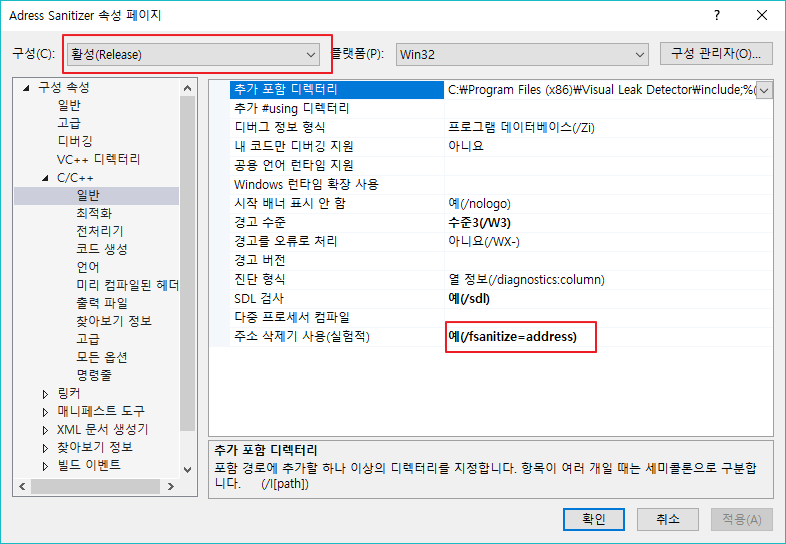 Adress Sanitizer 속성 페이지
구성(C):
활성(Release)
플랫폼(P):
Win32
구성 관리자(O)...
구성 속성
일반
고급
디버깅
VC++ 디렉터리
C/C++
일반
최적화
전처리기
코드 생성
언어
미리 컴파일된 헤더
출력 파일
찾아보기 정보
고급
모든 옵션
명령줄
링커
매니페스트 도구
XML 문서 생성기
찾아보기 정보
빌드 이벤트
추가 포함 디렉터리 C:₩Program Files (x86)₩Visual Leak Detector₩include;%(
추가 #using 디렉터리
디버그 정보 형식 프로그램 데이터베이스(/Zi)
내 코드만 디버깅 지원 아니요
공용 언어 런타임 지원
Windows 런타임 확장 사용
시작 배너 표시 안 함 예(/nologo)
경고 수준 수준3(/W3)
경고를 오류로 처리 아니요(/WX-)
경고 버전
진단 형식 열 정보(/diagnostics:column)
SDL 검사 예(/sdl)
다중 프로세서 컴파일
주소 삭제기 사용(실험적) 예(/fsanitize=address)
추가 포함 디렉터리
포함 경로에 추가할 하나 이상의 디렉터리를 지정합니다. 항목이 여러 개일 때는 세미콜론으로 구분합
니다. (/I[path])
확인
취소
적용(A)